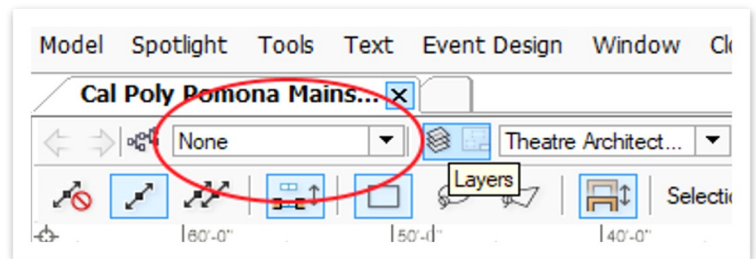 Model Spotlight Tools Text Event Design Window Clo
Cal Poly Pomona Mains...
None Theatre Architect...
Layers
Selectio
60'-0" 50'-0" 40'-0"